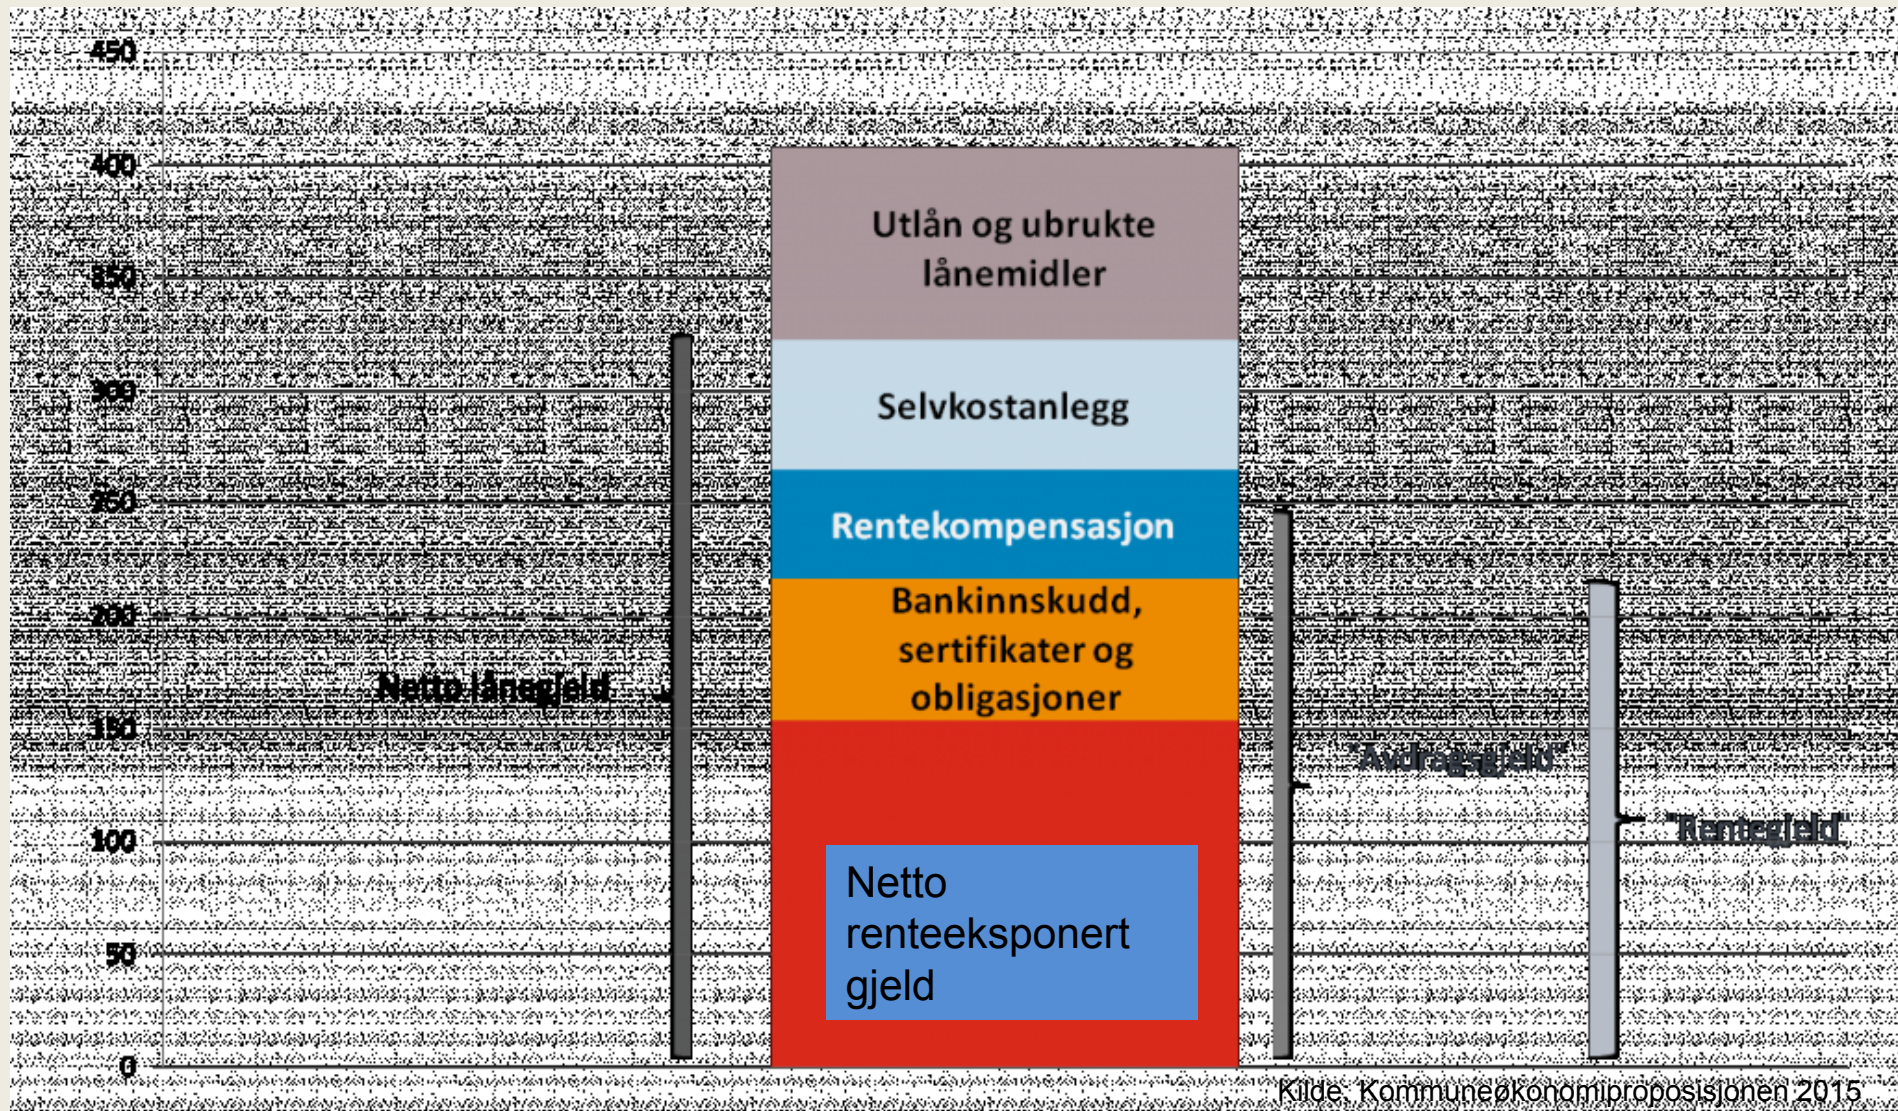 450
400
350
300
250
200
150
100
50
0
Utlån og ubrukte
lånemidler
Selvkostanlegg
Rentekompensasjon
Bankinnskudd,
sertifikater og
obligasjoner
Netto
renteeksponert
gjeld
Netto lånegjeld
"Avdragsgjeld"
"Rentegjeld"
Kilde, Kommuneøkonomiproposisjonen 2015